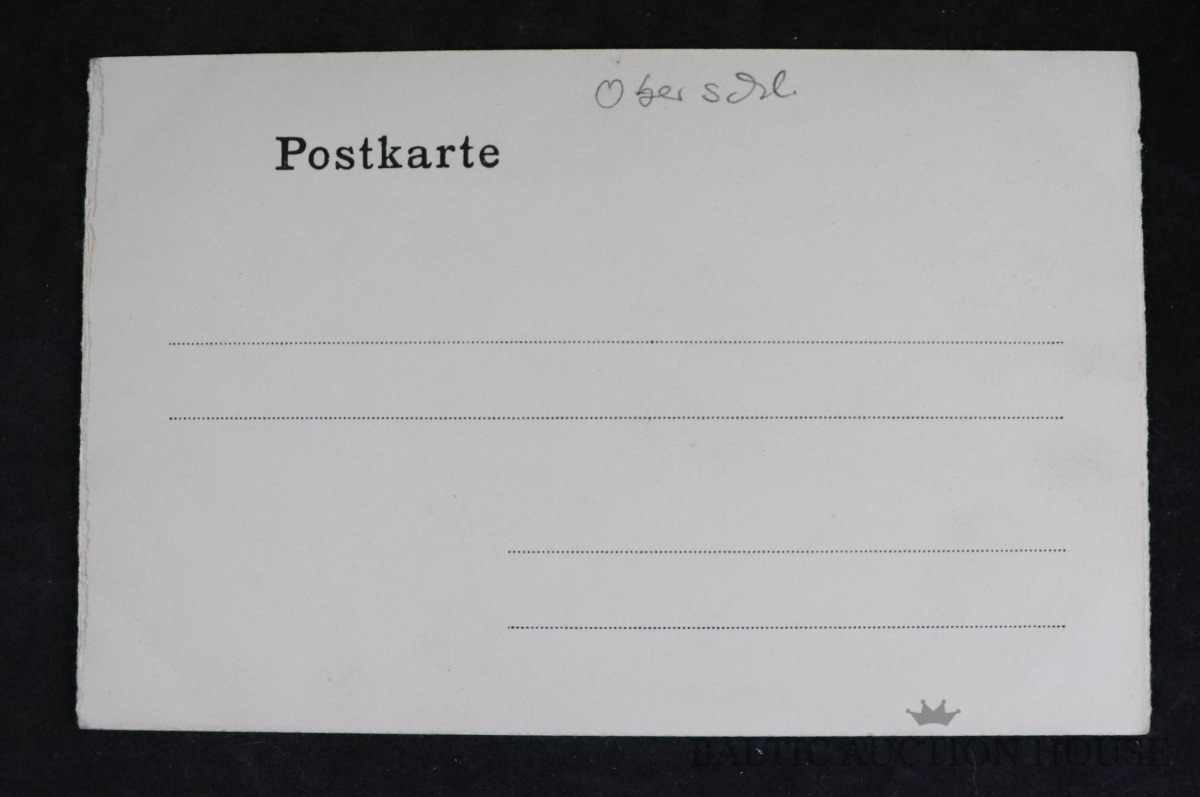 Oberschl.
Postkarte
BALTIC AUCTION HOUSE